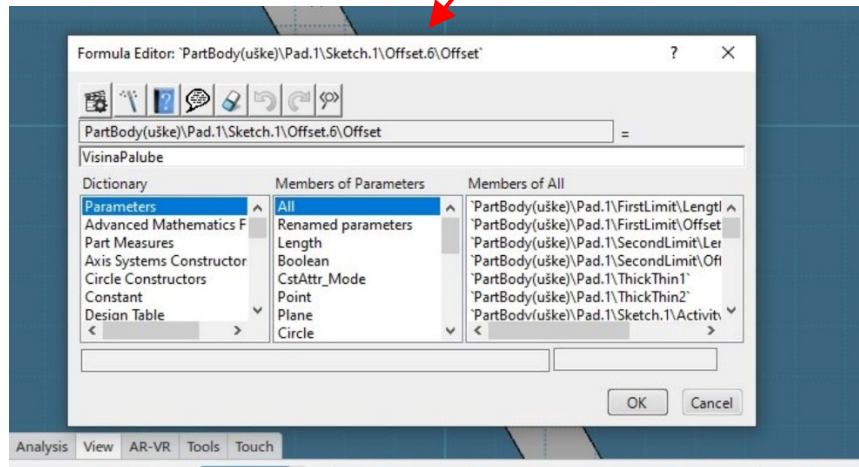 Formula Editor: `PartBody(uške)\Pad.1\Sketch.1\Offset.6\Offset`
? ×
PartBody(uške)\Pad.1\Sketch.1\Offset.6\Offset =
VisinaPalube
Dictionary Members of Parameters Members of All
Parameters All `PartBody(uške)\Pad.1\FirstLimit\Lengtl
Advanced Mathematics F Renamed parameters `PartBody(uške)\Pad.1\FirstLimit\Offset
Part Measures Length `PartBody(uške)\Pad.1\SecondLimit\Ler
Axis Systems Constructor Boolean `PartBody(uške)\Pad.1\SecondLimit\Off
Circle Constructors CstAttr_Mode `PartBody(uške)\Pad.1\ThickThin1`
Constant Point `PartBody(uške)\Pad.1\ThickThin2`
Design Table Plane `PartBody(uške)\Pad.1\Sketch.1\Activity
Circle
OK Cancel
Analysis View AR-VR Tools Touch